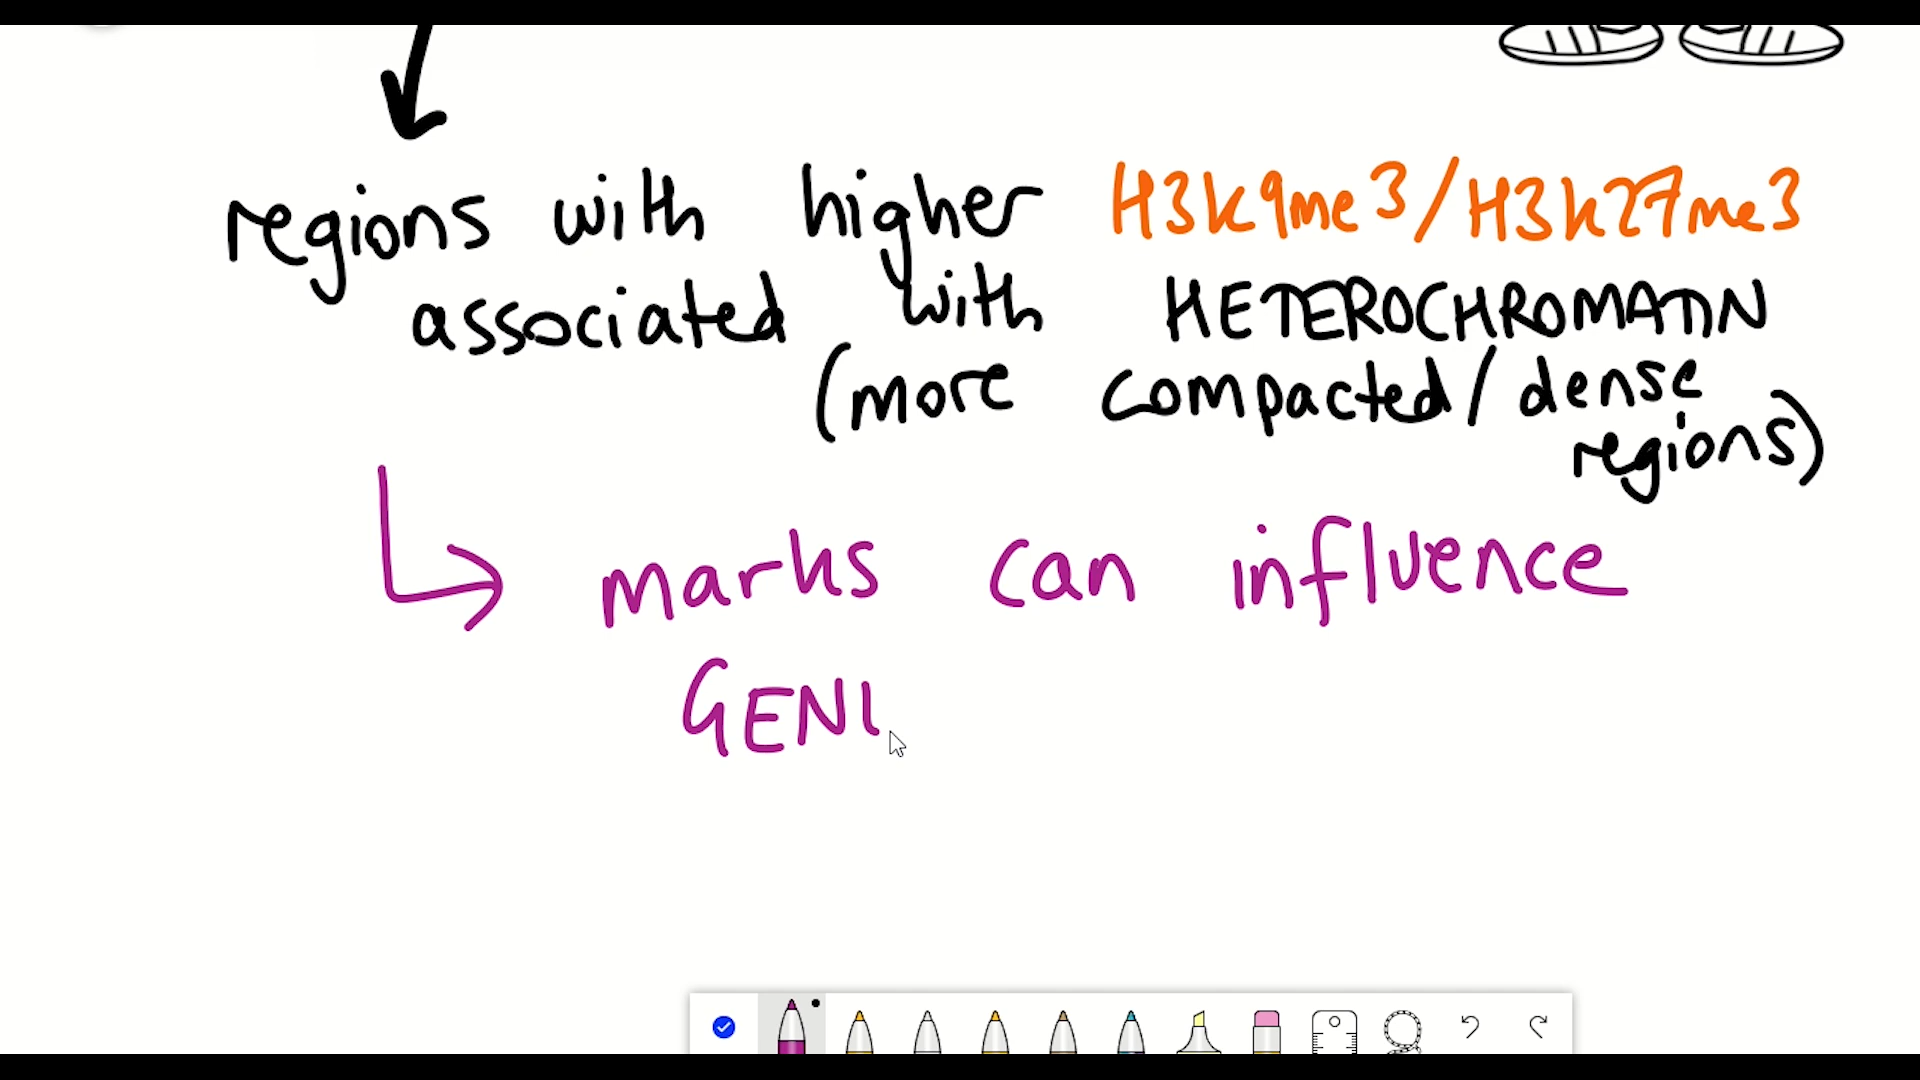 regions with higher H3K9me3/H3K27me3
associated with HETEROCHROMATIN
(more compacted/dense
regions)
marks can influence
GENI